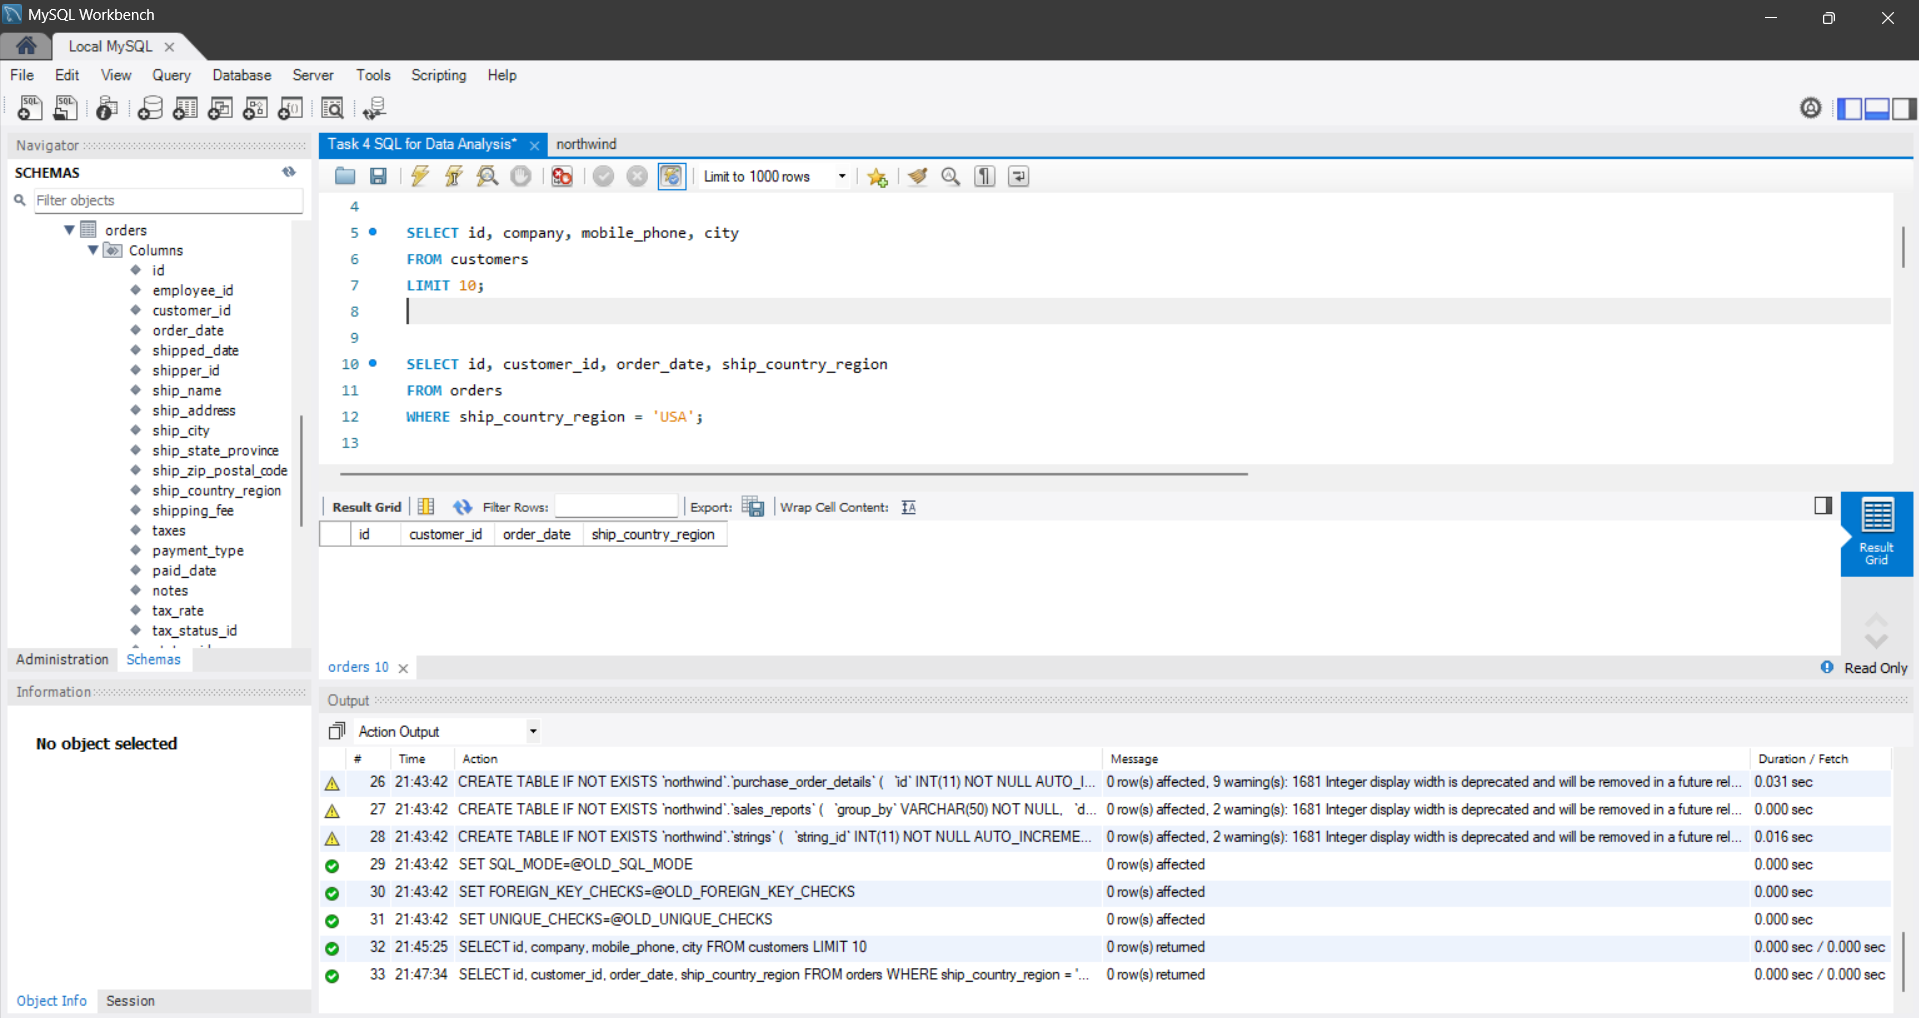 MySQL Workbench
Local MySQL
File Edit View Query Database Server Tools Scripting Help
Navigator
SCHEMAS
Filter objects
orders
Columns
id
employee_id
customer_id
order_date
shipped_date
shipper_id
ship_name
ship_address
ship_city
ship_state_province
ship_zip_postal_code
ship_country_region
shipping_fee
taxes
payment_type
paid_date
notes
tax_rate
tax_status_id
Administration Schemas
Information
No object selected
Object Info Session
Task 4 SQL for Data Analysis* northwind
Limit to 1000 rows
4
5 SELECT id, company, mobile_phone, city
6 FROM customers
7 LIMIT 10;
8
9
10 SELECT id, customer_id, order_date, ship_country_region
11 FROM orders
12 WHERE ship_country_region = 'USA';
13
Result Grid Filter Rows: Export: Wrap Cell Content:
id customer_id order_date ship_country_region
Result
Grid
orders 10 Read Only
Output
Action Output
# Time Action Message Duration / Fetch
26 21:43:42 CREATE TABLE IF NOT EXISTS `northwind`.`purchase_order_details` ( `id` INT(11) NOT NULL AUTO_I... 0 row(s) affected, 9 warning(s): 1681 Integer display width is deprecated and will be removed in a future rel... 0.031 sec
27 21:43:42 CREATE TABLE IF NOT EXISTS `northwind`.`sales_reports` ( `group_by` VARCHAR(50) NOT NULL, `d... 0 row(s) affected, 2 warning(s): 1681 Integer display width is deprecated and will be removed in a future rel... 0.000 sec
28 21:43:42 CREATE TABLE IF NOT EXISTS `northwind`.`strings` ( `string_id` INT(11) NOT NULL AUTO_INCREME... 0 row(s) affected, 2 warning(s): 1681 Integer display width is deprecated and will be removed in a future rel... 0.016 sec
29 21:43:42 SET SQL_MODE=@OLD_SQL_MODE 0 row(s) affected 0.000 sec
30 21:43:42 SET FOREIGN_KEY_CHECKS=@OLD_FOREIGN_KEY_CHECKS 0 row(s) affected 0.000 sec
31 21:43:42 SET UNIQUE_CHECKS=@OLD_UNIQUE_CHECKS 0 row(s) affected 0.000 sec
32 21:45:25 SELECT id, company, mobile_phone, city FROM customers LIMIT 10 0 row(s) returned 0.000 sec / 0.000 sec
33 21:47:34 SELECT id, customer_id, order_date, ship_country_region FROM orders WHERE ship_country_region = '... 0 row(s) returned 0.000 sec / 0.000 sec